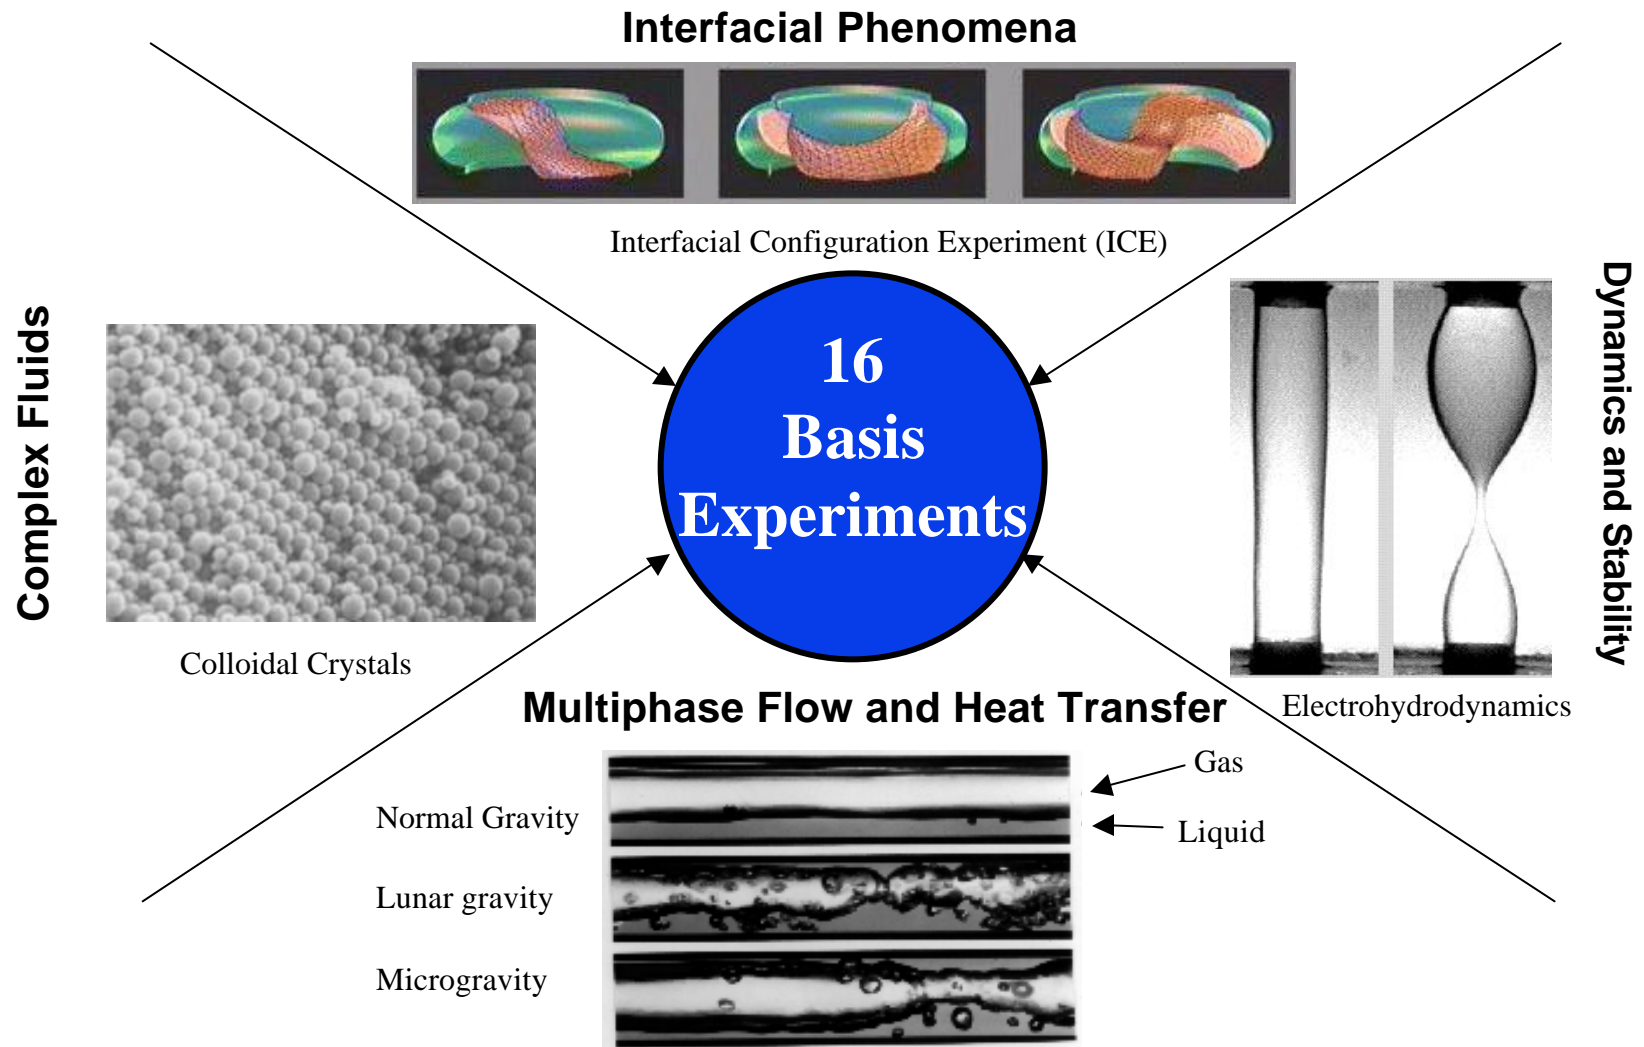 Interfacial Phenomena
Interfacial Configuration Experiment (ICE)
Complex Fluids
Colloidal Crystals
16
Basis
Experiments
Dynamics and Stability
Electrohydrodynamics
Multiphase Flow and Heat Transfer
Gas
Normal Gravity
Liquid
Lunar gravity
Microgravity